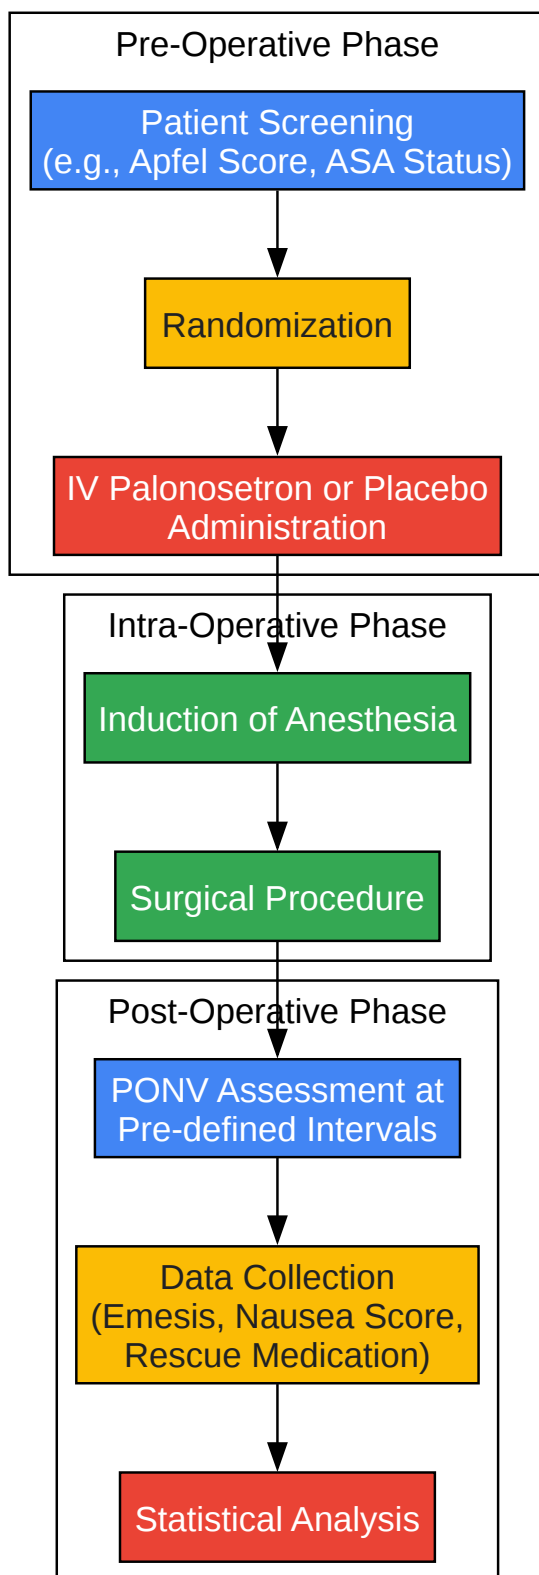 Pre-Operative Phase
Patient Screening
(e.g., Apfel Score, ASA Status)
Randomization
IV Palonosetron or Placebo
Administration
Intra-Operative Phase
Induction of Anesthesia
Surgical Procedure
Post-Operative Phase
PONV Assessment at
Pre-defined Intervals
Data Collection
(Emesis, Nausea Score,
Rescue Medication)
Statistical Analysis